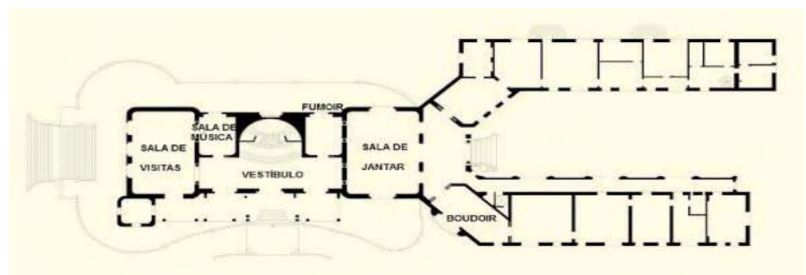 FUMOIR
SALA DE
MÚSICA
SALA DE
VISITAS
VESTÍBULO
SALA DE
JANTAR
BOUDOIR